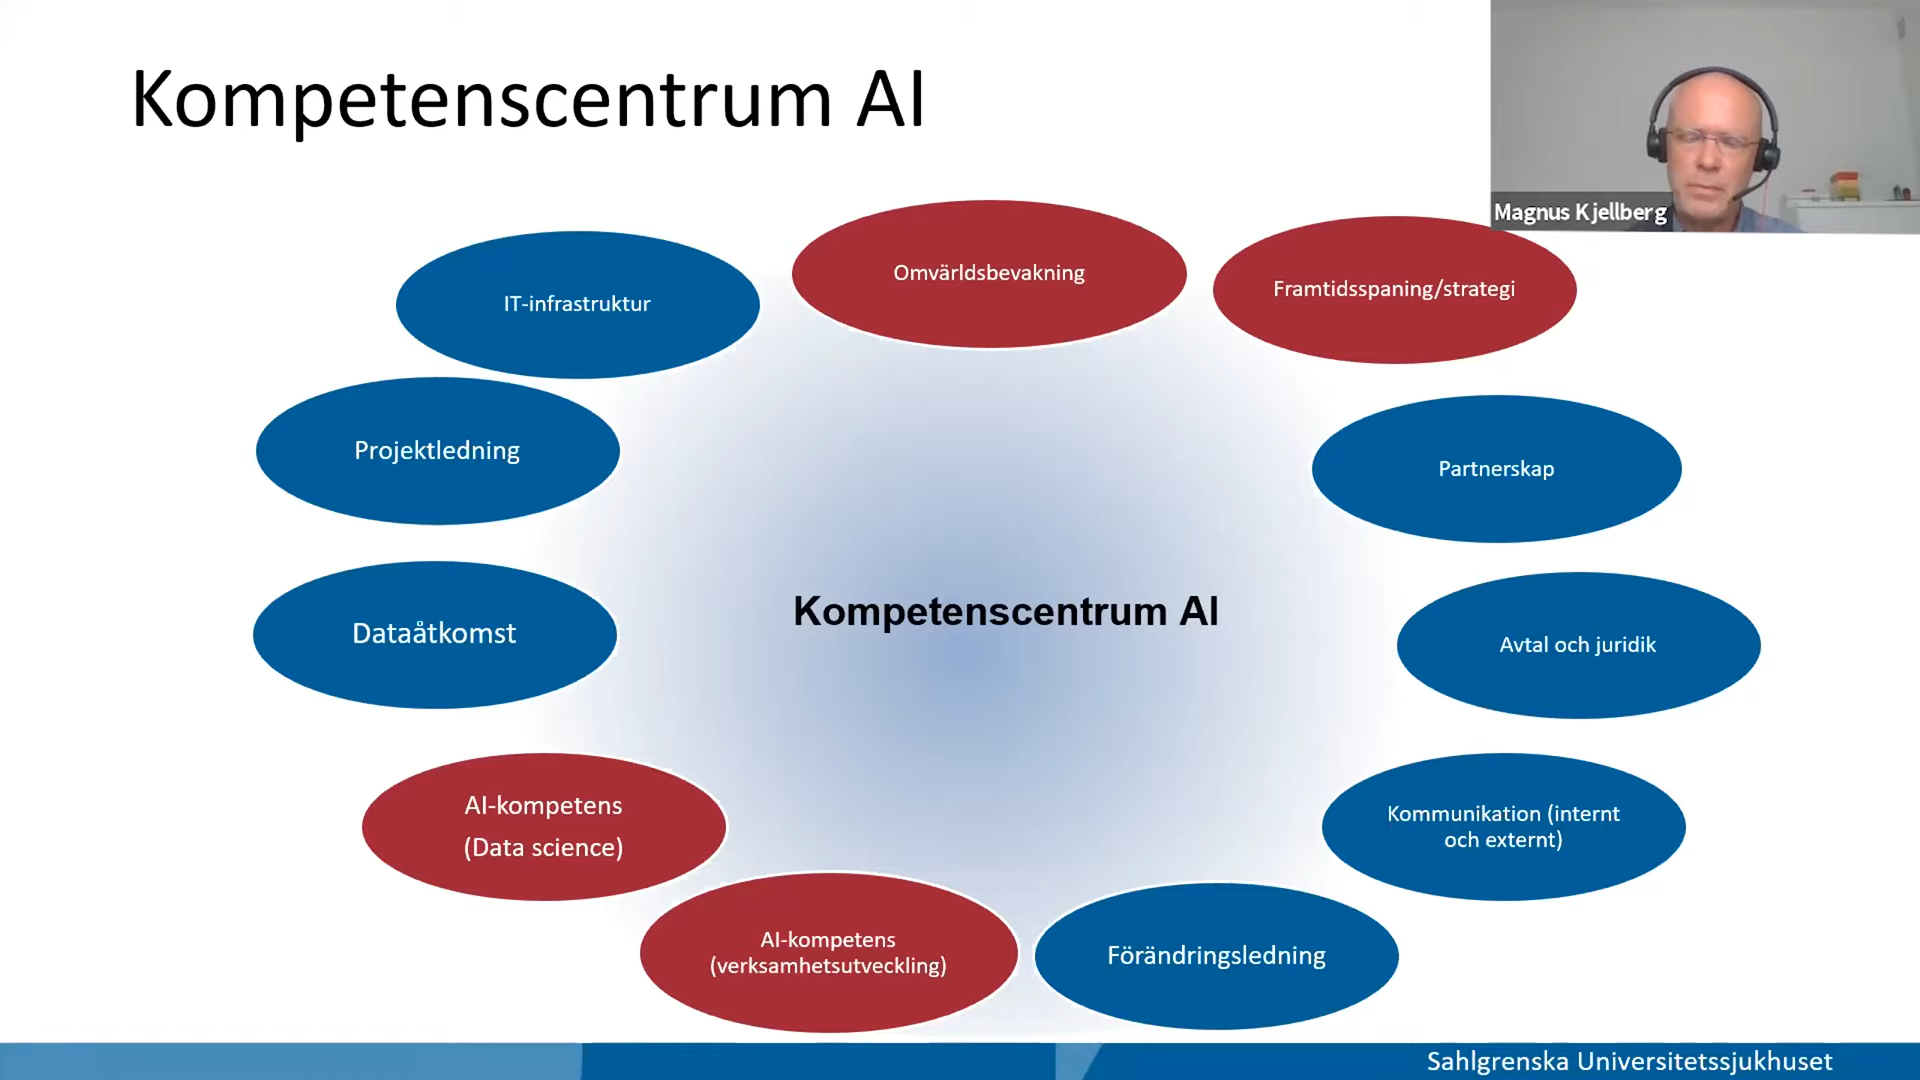 Kompetenscentrum AI
Magnus Kjellberg
Omvärldsbevakning
Framtidsspaning/strategi
IT-infrastruktur
Projektledning
Partnerskap
Kompetenscentrum AI
Dataåtkomst
Avtal och juridik
AI-kompetens
(Data science)
Kommunikation (internt
och externt)
AI-kompetens
(verksamhetsutveckling)
Förändringsledning
Sahlgrenska Universitetssjukhuset